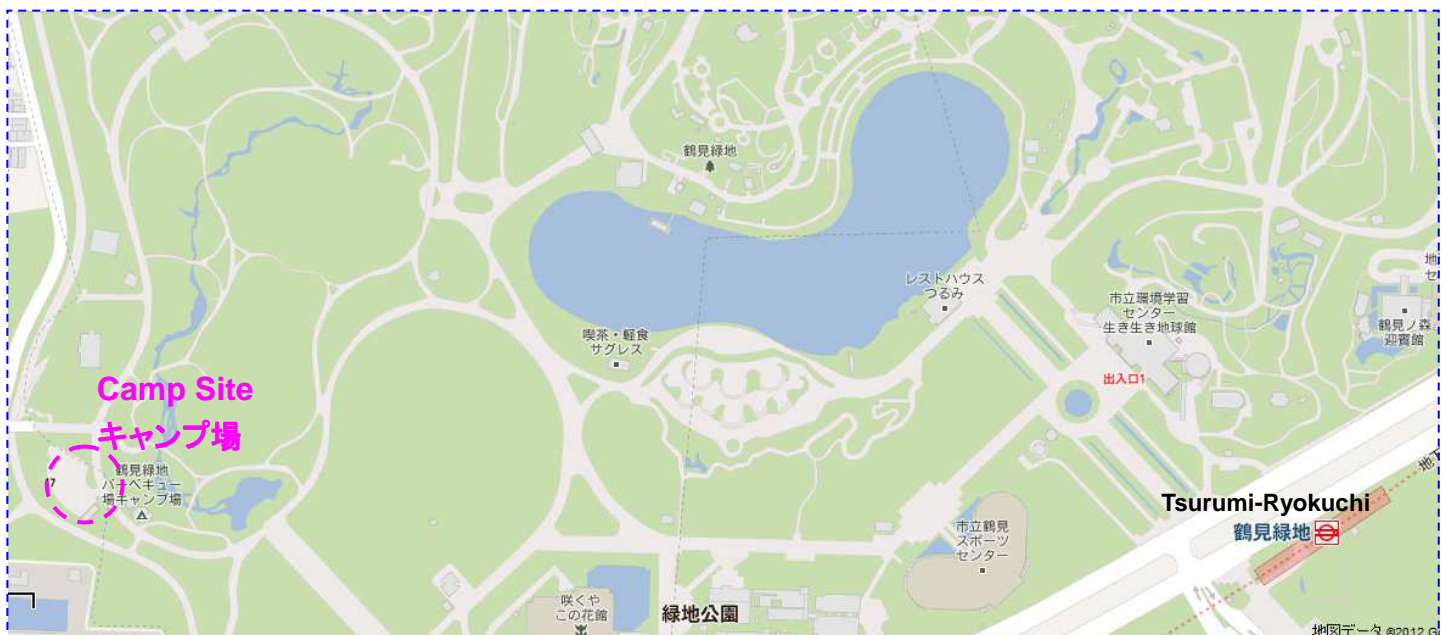 鶴見緑地
レストハウス
つるみ
喫茶・軽食
サグレス
市立環境学習
センター
生き生き地球館
出入口1
地
セ
鶴見ノ森
迎賓館
Camp Site
キャンプ場
鶴見緑地
バーベキュー
場キャンプ場
17
市立鶴見
スポーツ
センター
Tsurumi-Ryokuchi
鶴見緑地
地下
咲くや
この花館
緑地公園
地図データ ©2012 G